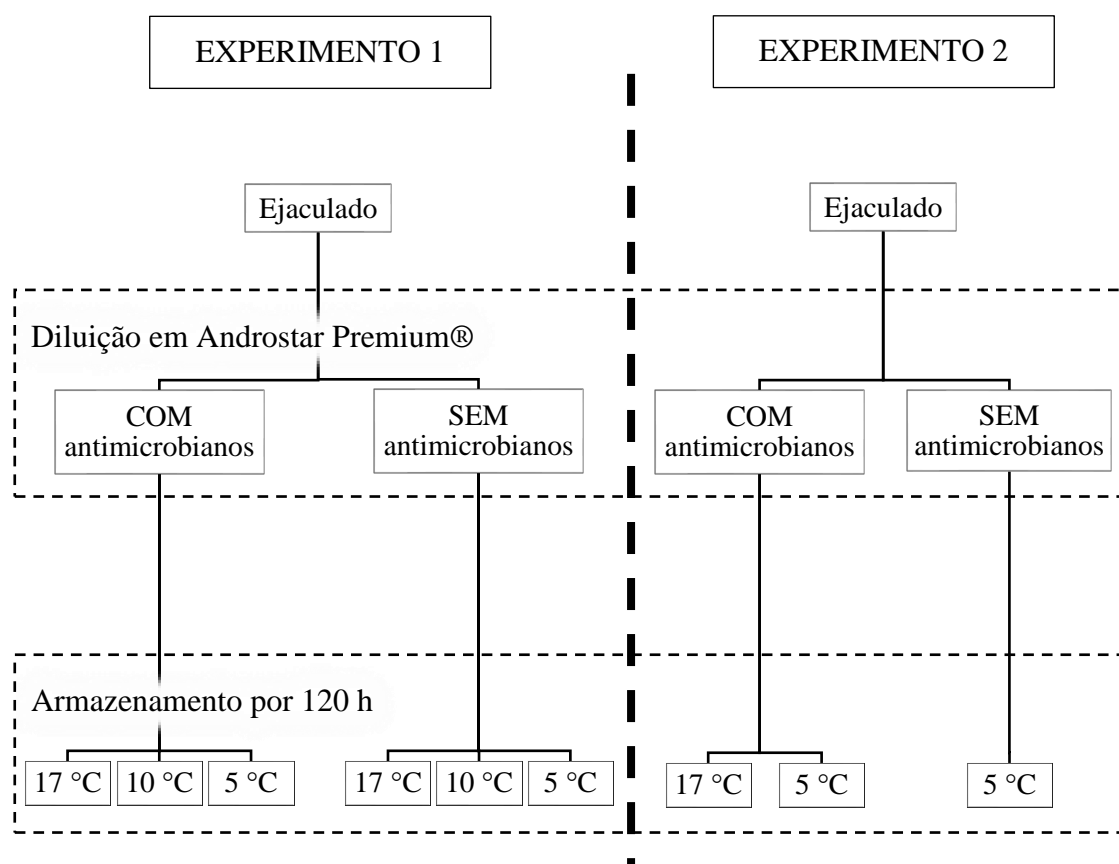 EXPERIMENTO 1
EXPERIMENTO 2
Ejaculado
Ejaculado
Diluição em Androstar Premium®
COM
antimicrobianos
SEM
antimicrobianos
COM
antimicrobianos
SEM
antimicrobianos
Armazenamento por 120 h
17 °C
10 °C
5 °C
17 °C
10 °C
5 °C
17 °C
5 °C
5 °C